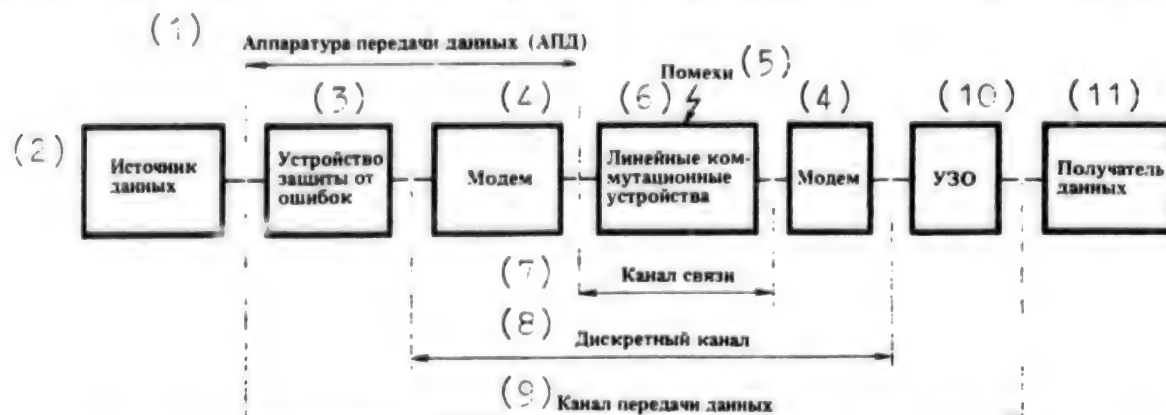 (1)
Аппаратура передачи данных (АПД)
Помехи (5)
(3)
(4)
(6)
(4)
(10)
(11)
(2)
Источник
данных
Устройство
защиты от
ошибок
Модем
Линейные ком-
мутационные
устройства
Модем
УЗО
Получатель
данных
(7)
Канал связи
(8)
Дискретный канал
(9) Канал передачи данных